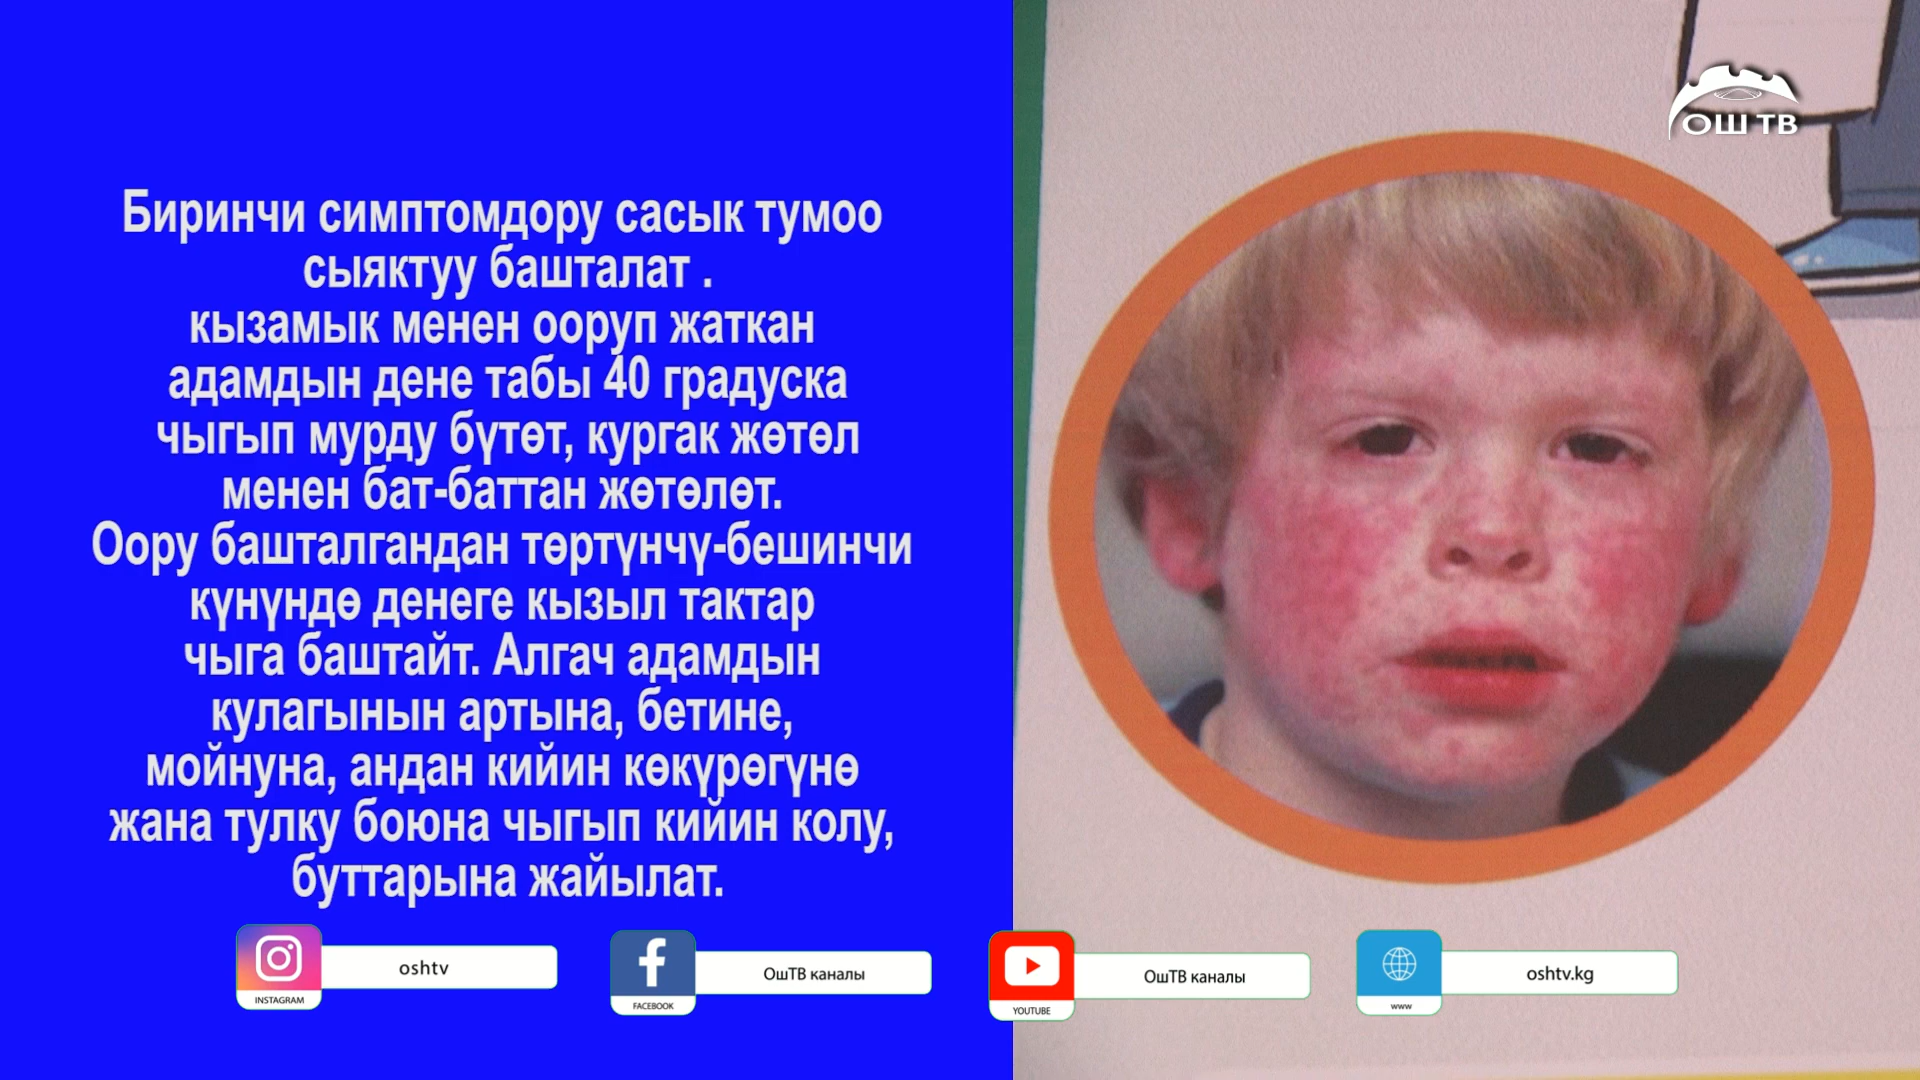 ОШ ТВ
Биринчи симптомдору сасык тумоо
сыяктуу башталат .
кызамык менен ооруп жаткан
адамдын дене табы 40 градуска
чыгып мурду бүтөт, кургак жөтөл
менен бат-баттан жөтөлөт.
Оору башталгандан төртүнчү-бешинчи
күнүндө денеге кызыл тактар
чыга баштайт. Алгач адамдын
кулагынын артына, бетине,
мойнуна, андан кийин көкүрөгүнө
жана тулку боюна чыгып кийин колу,
буттарына жайылат.
INSTAGRAM
oshtv
FACEBOOK
ОшТВ каналы
YOUTUBE
ОшТВ каналы
www
oshtv.kg